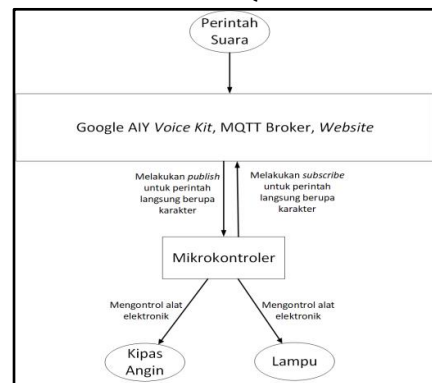 Perintah
Suara
Google AIY Voice Kit, MQTT Broker, Website
Melakukan publish
untuk perintah
langsung berupa
karakter
Melakukan subscribe
untuk perintah
langsung berupa
karakter
Mikrokontroler
Mengontrol alat
elektronik
Mengontrol alat
elektronik
Kipas
Angin
Lampu